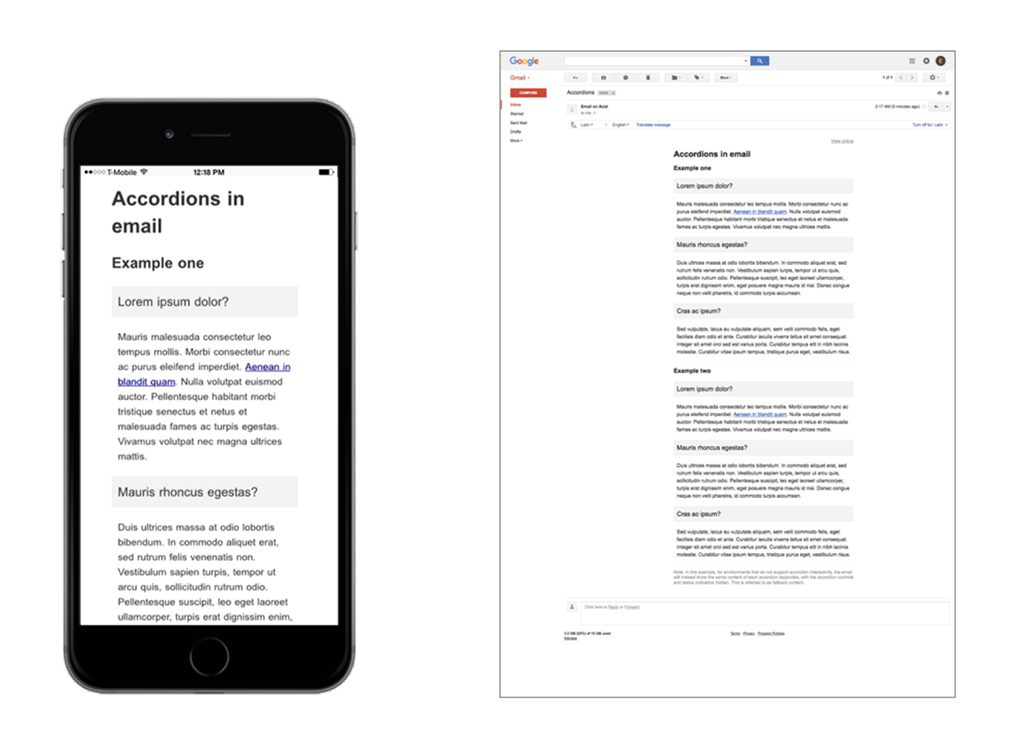 T-Mobile 12:18 PM
Accordions in
email
Example one
Lorem ipsum dolor?
Mauris malesuada consectetur leo
tempus mollis. Morbi consectetur nunc
ac purus eleifend imperdiet. Aenean in
blandit quam. Nulla volutpat euismod
auctor. Pellentesque habitant morbi
tristique senectus et netus et
malesuada fames ac turpis egestas.
Vivamus volutpat nec magna ultrices
mattis.
Mauris rhoncus egestas?
Duis ultrices massa at odio lobortis
bibendum. In commodo aliquet erat,
sed rutrum felis venenatis non.
Vestibulum sapien turpis, tempor ut
arcu quis, sollicitudin rutrum odio.
Pellentesque suscipit, leo eget laoreet
ullamcorper, turpis erat dignissim enim,
Google
Gmail
More
1 of 1
COMPOSE
Accordions Inbox x
Inbox
Starred
Sent Mail
Drafts
More
Email on Acid
to me
2:17 AM (0 minutes ago)
Latin English Translate message
Turn off for: Latin x
View online
Accordions in email
Example one
Lorem ipsum dolor?
Mauris malesuada consectetur leo tempus mollis. Morbi consectetur nunc ac
purus eleifend imperdiet. Aenean in blandit quam. Nulla volutpat euismod
auctor. Pellentesque habitant morbi tristique senectus et netus et malesuada
fames ac turpis egestas. Vivamus volutpat nec magna ultrices mattis.
Mauris rhoncus egestas?
Duis ultrices massa at odio lobortis bibendum. In commodo aliquet erat, sed
rutrum felis venenatis non. Vestibulum sapien turpis, tempor ut arcu quis,
sollicitudin rutrum odio. Pellentesque suscipit, leo eget laoreet ullamcorper,
turpis erat dignissim enim, eget posuere magna mauris id nisi. Donec congue
neque non velit pharetra, id commodo turpis accumsan.
Cras ac ipsum?
Sed vulputate, lacus eu vulputate aliquam, sem velit commodo felis, eget
facilisis diam odio et ante. Curabitur iaculis viverra tellus sit amet consequat.
Integer sit amet orci sed est varius porta. Curabitur tempus elit in nibh lacinia
molestie. Curabitur vitae ipsum tempus, tristique purus eget, vestibulum risus.
Example two
Lorem ipsum dolor?
Mauris malesuada consectetur leo tempus mollis. Morbi consectetur nunc ac
purus eleifend imperdiet. Aenean in blandit quam. Nulla volutpat euismod
auctor. Pellentesque habitant morbi tristique senectus et netus et malesuada
fames ac turpis egestas. Vivamus volutpat nec magna ultrices mattis.
Mauris rhoncus egestas?
Duis ultrices massa at odio lobortis bibendum. In commodo aliquet erat, sed
rutrum felis venenatis non. Vestibulum sapien turpis, tempor ut arcu quis,
sollicitudin rutrum odio. Pellentesque suscipit, leo eget laoreet ullamcorper,
turpis erat dignissim enim, eget posuere magna mauris id nisi. Donec congue
neque non velit pharetra, id commodo turpis accumsan.
Cras ac ipsum?
Sed vulputate, lacus eu vulputate aliquam, sem velit commodo felis, eget
facilisis diam odio et ante. Curabitur iaculis viverra tellus sit amet consequat.
Integer sit amet orci sed est varius porta. Curabitur tempus elit in nibh lacinia
molestie. Curabitur vitae ipsum tempus, tristique purus eget, vestibulum risus.
Note: in this example, for environments that do not support accordion interactivity, the email
will instead show the same content of each accordion expanded, with the accordion controls
and status indicators hidden. This is referred to as fallback content.
Click here to Reply or Forward
3.3 GB (22%) of 15 GB used
Manage
Terms Privacy Program Policies